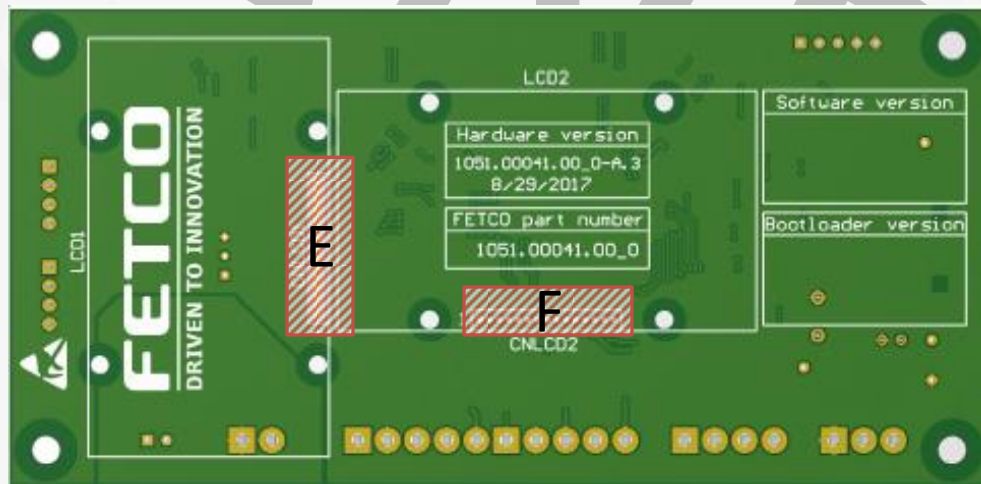 LCD2
Hardware version
1051.00041.00_0-A.3
8/29/2017
FETCO part number
1051.00041.00_0
Software version
Bootloader version
LCD1
FETCO
DRIVEN TO INNOVATION
E
F
CNLCD2